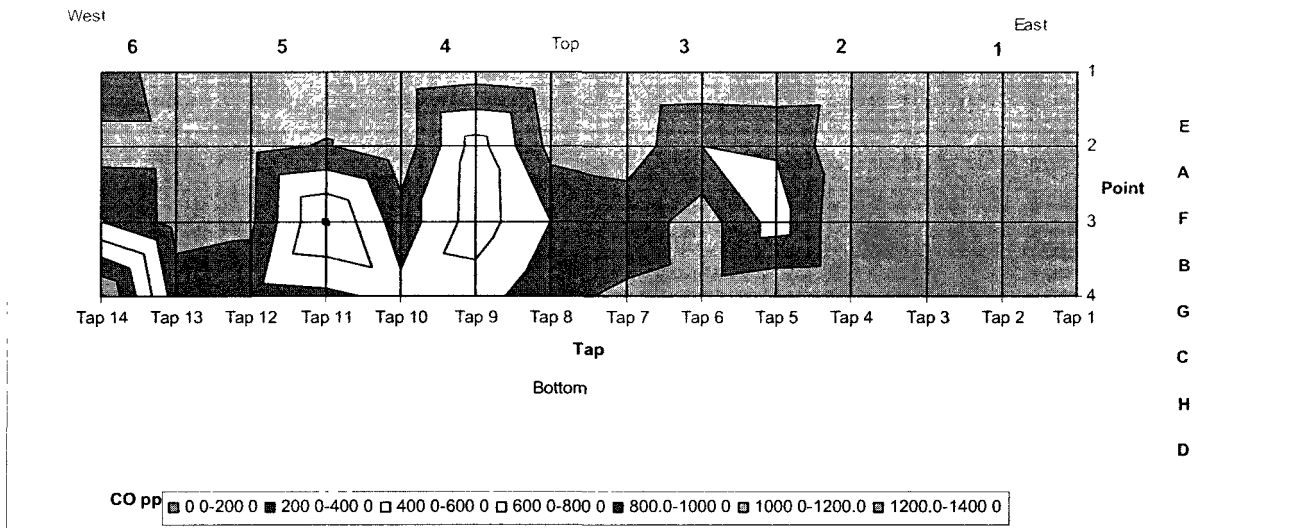 West
East
6 5 4 Top 3 2 1
1
E
2
A
Point
F
3
B
4
G
Tap 14 Tap 13 Tap 12 Tap 11 Tap 10 Tap 9 Tap 8 Tap 7 Tap 6 Tap 5 Tap 4 Tap 3 Tap 2 Tap 1
Tap
C
Bottom
H
D
CO pp
0 0-200 0 200 0-400 0 400 0-600 0 600 0-800 0 800.0-1000 0 1000 0-1200.0 1200.0-1400 0